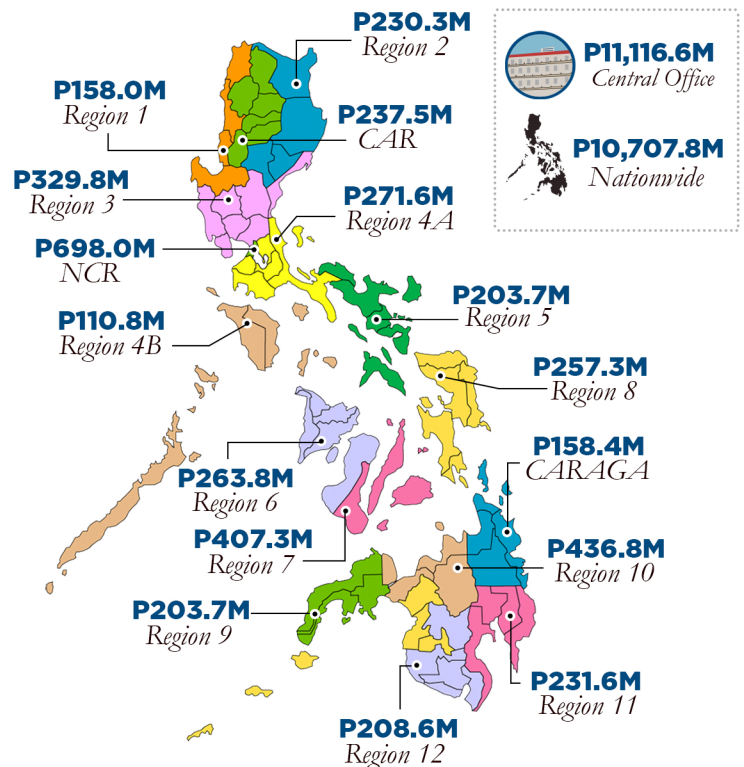 P230.3M
Region 2
P11,116.6M
Central Office
P158.0M
Region 1
P237.5M
CAR
P10,707.8M
Nationwide
P329.8M
Region 3
P271.6M
Region 4A
P698.0M
NCR
P203.7M
Region 5
P110.8M
Region 4B
P257.3M
Region 8
P158.4M
CARAGA
P263.8M
Region 6
P407.3M
Region 7
P436.8M
Region 10
P203.7M
Region 9
P231.6M
Region 11
P208.6M
Region 12